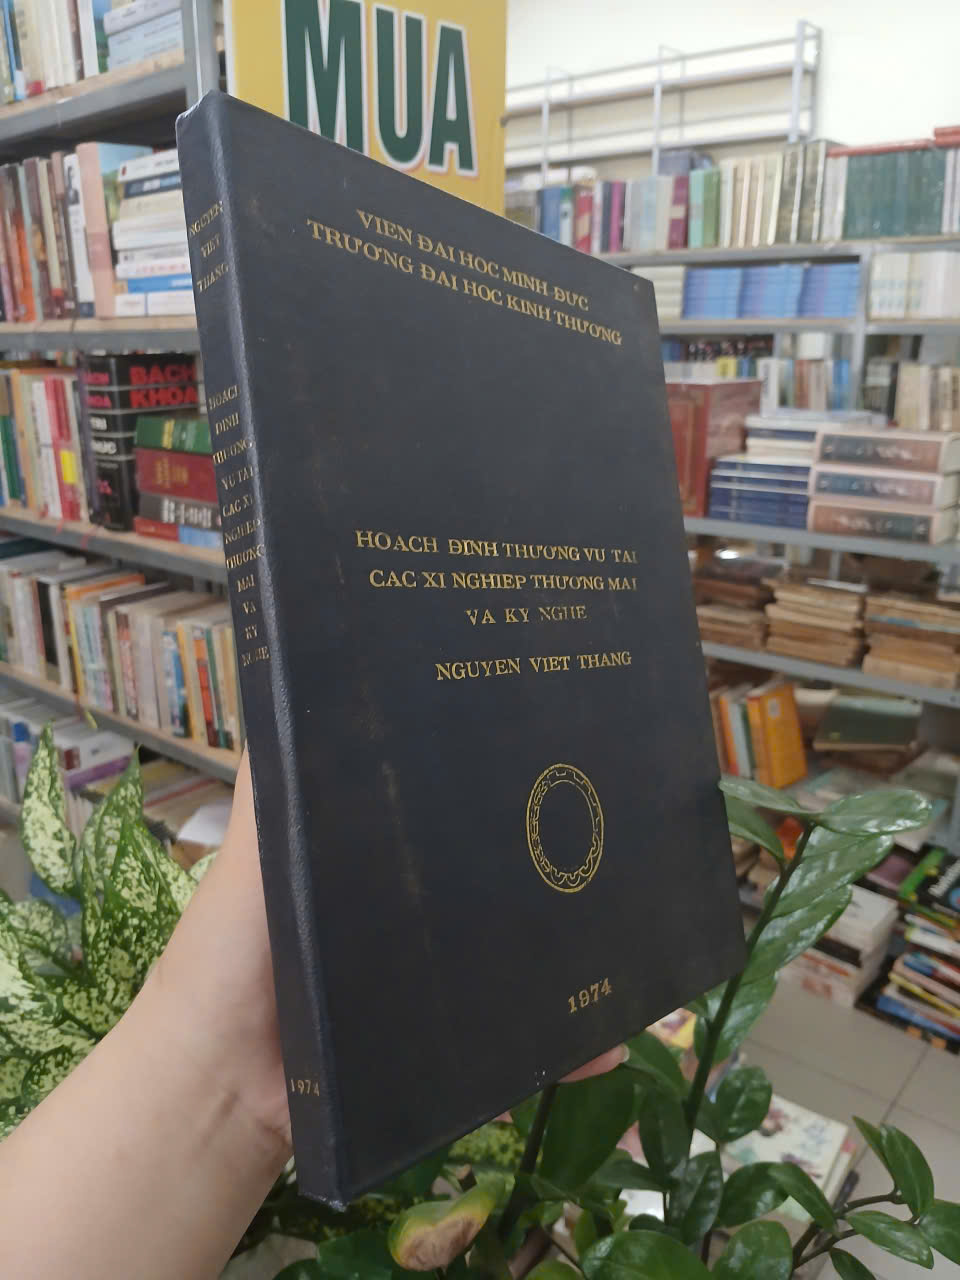 MUA
VIEN ĐAI HOC MINH ĐƯC
TRƯƠNG ĐAI HOC KINH THƯƠNG
HOACH ĐINH THƯƠNG VU TAI
CAC XI NGHIEP THƯƠNG MAI
VA KY NGHE
NGUYEN VIET THANG
1974
NGUYEN
VIET
THANG
HOACH
ĐINH
THƯƠNG
VU TAI
CAC XI
NGHIEP
THƯƠNG
MAI
VA
KY
NGHE
1974
BACH
KHOA
TRI